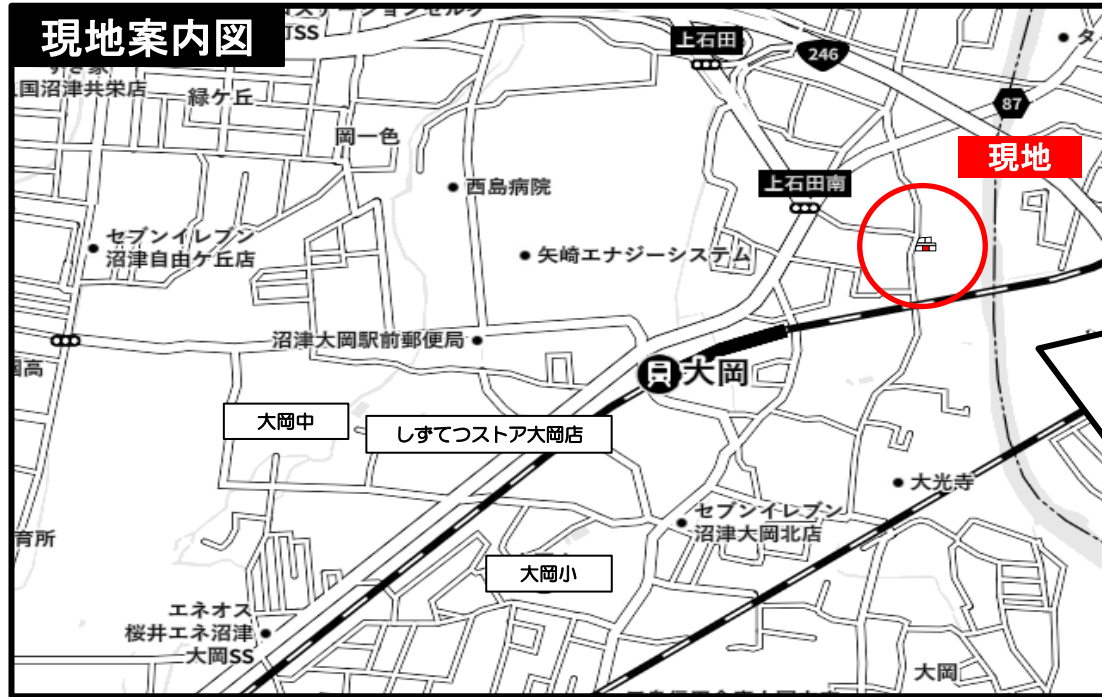 現地案内図
SS
国沼津共栄店
緑ケ丘
岡一色
上石田
246
87
現地
上石田南
西島病院
セブンイレブン
沼津自由ケ丘店
矢崎エナジーシステム
沼津大岡駅前郵便局
大岡
大岡中
しずてつストア大岡店
大光寺
セブンイレブン
沼津大岡北店
大岡小
育所
エネオス
桜井エネ沼津
大岡SS
大岡